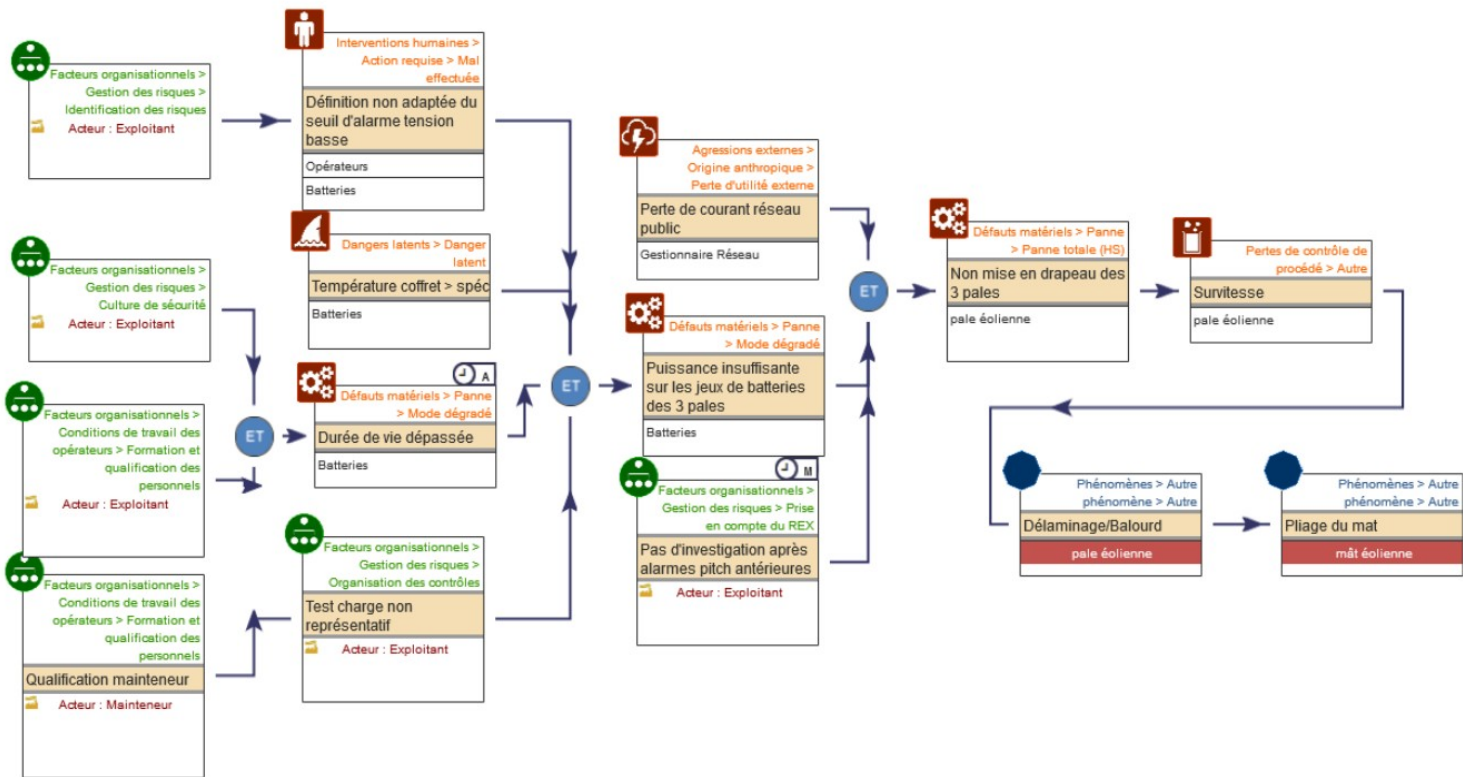 Facteurs organisationnels >
Gestion des risques >
Identification des risques
Acteur : Exploitant
Facteurs organisationnels >
Gestion des risques >
Culture de sécurité
Acteur : Exploitant
Facteurs organisationnels >
Conditions de travail des
opérateurs > Formation et
qualification des
personnels
Acteur : Exploitant
Facteurs organisationnels >
Conditions de travail des
opérateurs > Formation et
qualification des
personnels
Qualification mainteneur
Acteur : Mainteneur
ET
Interventions humaines >
Action requise > Mal
effectuée
Définition non adaptée du
seuil d'alarme tension
basse
Opérateurs
Batteries
Dangers latents > Danger
latent
Température coffret > spéc
Batteries
A
Défauts matériels > Panne
> Mode dégradé
Durée de vie dépassée
Batteries
Facteurs organisationnels >
Gestion des risques >
Organisation des contrôles
Test charge non
représentatif
Acteur : Exploitant
ET
Agressions externes >
Origine anthropique >
Perte d'utilité externe
Perte de courant réseau
public
Gestionnaire Réseau
Défauts matériels > Panne
> Mode dégradé
Puissance insuffisante
sur les jeux de batteries
des 3 pales
Batteries
M
Facteurs organisationnels >
Gestion des risques > Prise
en compte du REX
Pas d'investigation après
alarmes pitch antérieures
Acteur : Exploitant
ET
Défauts matériels > Panne
> Panne totale (HS)
Non mise en drapeau des
3 pales
pale éolienne
Pertes de contrôle de
procédé > Autre
Survitesse
pale éolienne
Phénomènes > Autre
phénomène > Autre
Délaminage/Balourd
pale éolienne
Phénomènes > Autre
phénomène > Autre
Pliage du mat
mât éolienne